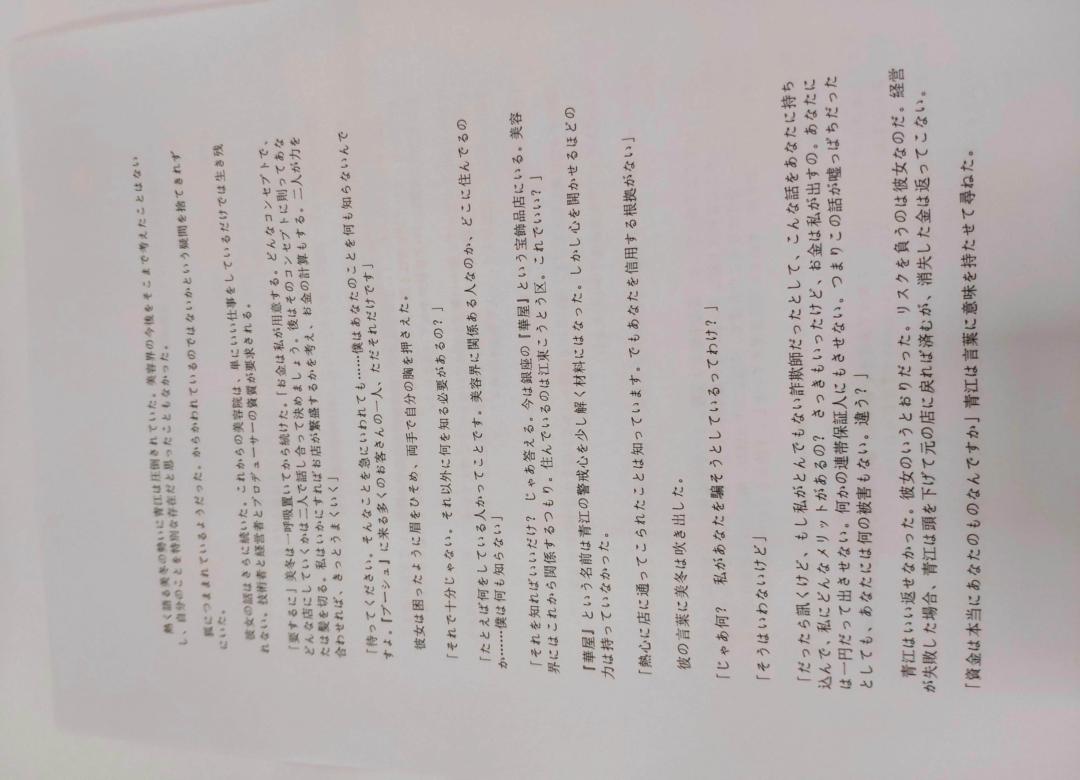 熱く語る美冬の勢いに青江は圧倒されていた。美容界の今後をそこまで考えたことはない
し、自分のことを特別な存在だと思ったこともなかった。
狐につままれているようだった。からかわれているのではないかという疑問を捨てきれず
にいた。
彼女の話はさらに続いた。これからの美容院は、単にいい仕事をしているだけでは生き残
れない。技術者と経営者とプロデューサーの資質が要求される。
「要するに」美冬は一呼吸置いてから続けた。「お金は私が用意する。どんなコンセプトで、
どんな店にしていくかは二人で話し合って決めましょう。後はそのコンセプトに則ってあな
たは髪を切る。私はいかにすればお店が繁盛するかを考え、お金の計算もする。二人が力を
合わせれば、きっとうまくいく」
「待ってください。そんなことを急にいわれても……僕はあなたのことを何も知らないんで
すよ。『ブーシュ』に来る多くのお客さんの一人、ただそれだけです」
彼女は困ったように眉をひそめ、両手で自分の胸を押さえた。
「それで十分じゃない。それ以外に何を知る必要があるの？」
「たとえば何をしている人かってことです。美容界に関係ある人なのか、どこに住んでるの
か……僕は何も知らない」
「それを知ればいいだけ？ じゃあ答える。今は銀座の『華屋』という宝飾品店にいる。美容
界にはこれから関係するつもり。住んでいるのは江東こうとう区。これでいい？」
『華屋』という名前は青江の警戒心を少し解く材料にはなった。しかし心を開かせるほどの
力は持っていなかった。
「熱心に店に通ってこられたことは知っています。でもあなたを信用する根拠がない」
彼の言葉に美冬は吹き出した。
「じゃあ何？　私があなたを騙そうとしているってわけ？」
「そうはいわないけど」
「だったら訊くけど、もし私がとんでもない詐欺師だったとして、こんな話をあなたに持ち
込んで、私にどんなメリットがあるの？ さっきもいったけど、お金は私が出すの。あなたに
は一円だって出させない。何かの連帯保証人にもさせない。つまりこの話が嘘っぱちだった
としても、あなたには何の被害もない。違う？」
青江はいい返せなかった。彼女のいうとおりだった。リスクを負うのは彼女なのだ。経営
が失敗した場合、青江は頭を下げて元の店に戻れば済むが、消失した金は返ってこない。
「資金は本当にあなたのものなんですか」青江は言葉に意味を持たせて尋ねた。